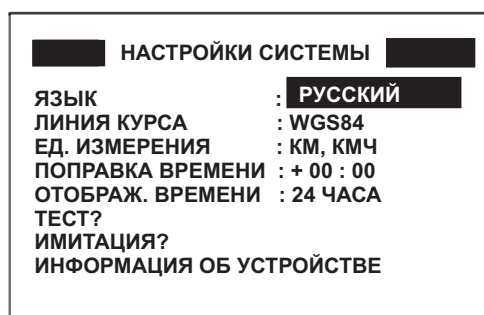 НАСТРОЙКИ СИСТЕМЫ
ЯЗЫК : РУССКИЙ
ЛИНИЯ КУРСА : WGS84
ЕД. ИЗМЕРЕНИЯ : КМ, КМЧ
ПОПРАВКА ВРЕМЕНИ : + 00 : 00
ОТОБРАЖ. ВРЕМЕНИ : 24 ЧАСА
ТЕСТ?
ИМИТАЦИЯ?
ИНФОРМАЦИЯ ОБ УСТРОЙСТВЕ